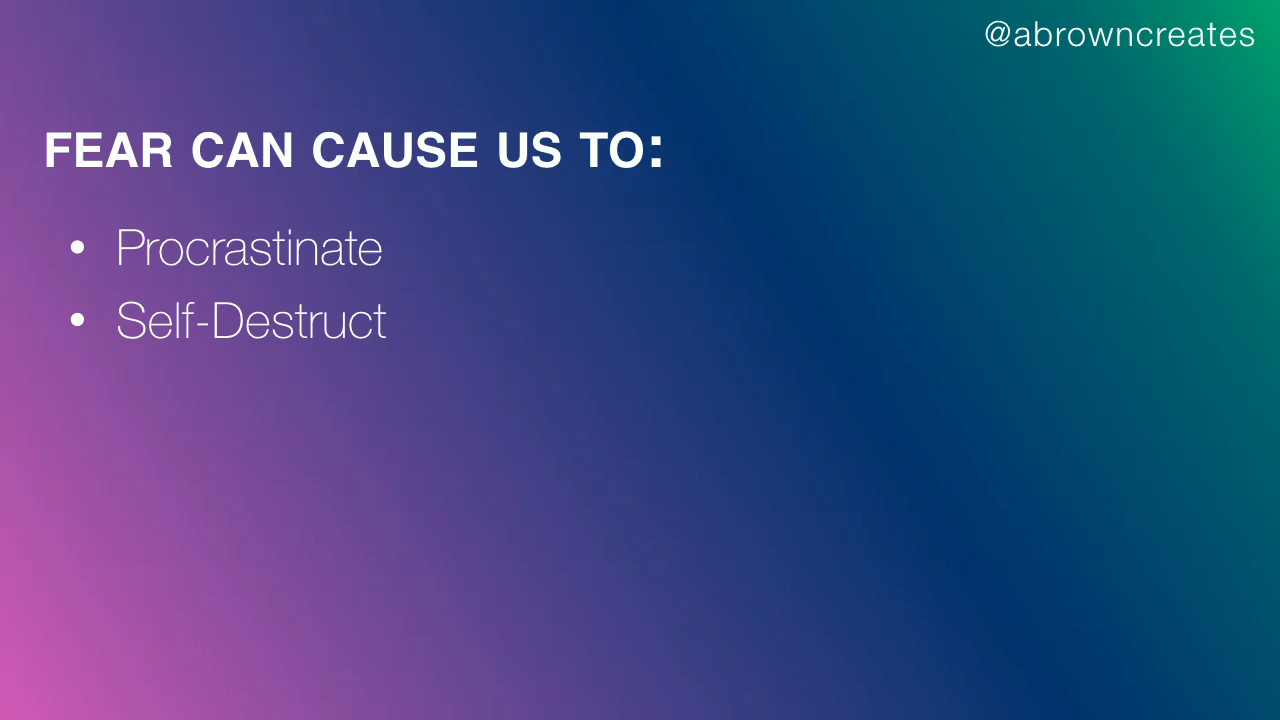 @abrowncreates
FEAR CAN CAUSE US TO:
• Procrastinate
• Self-Destruct